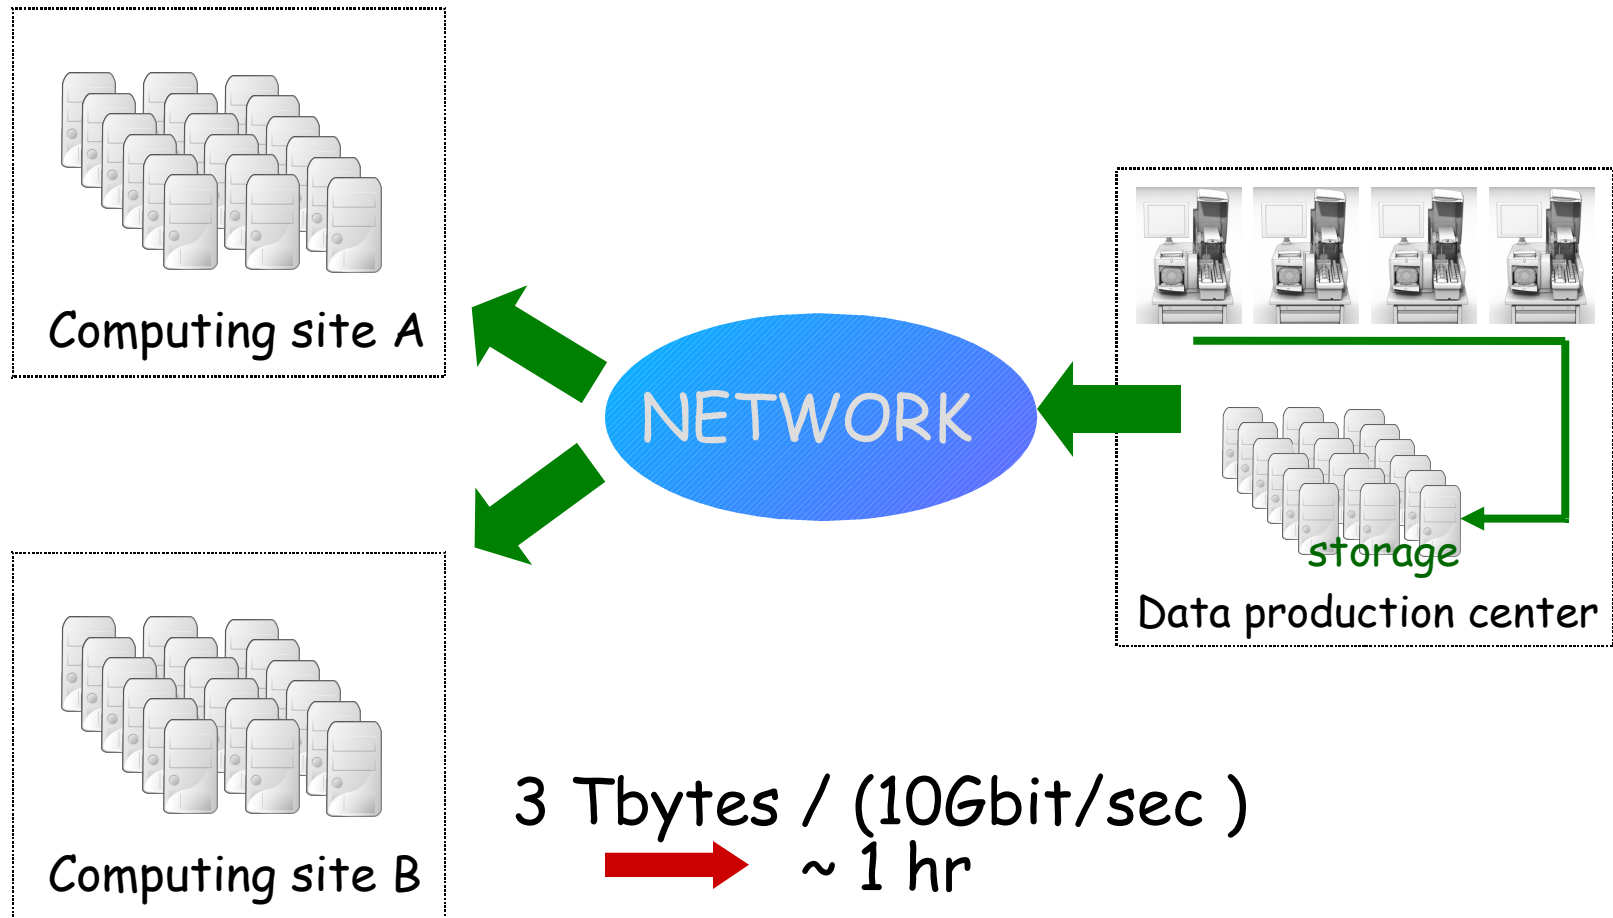 Computing site A
NETWORK
storage
Data production center
Computing site B
3 Tbytes / (10Gbit/sec )
~ 1 hr